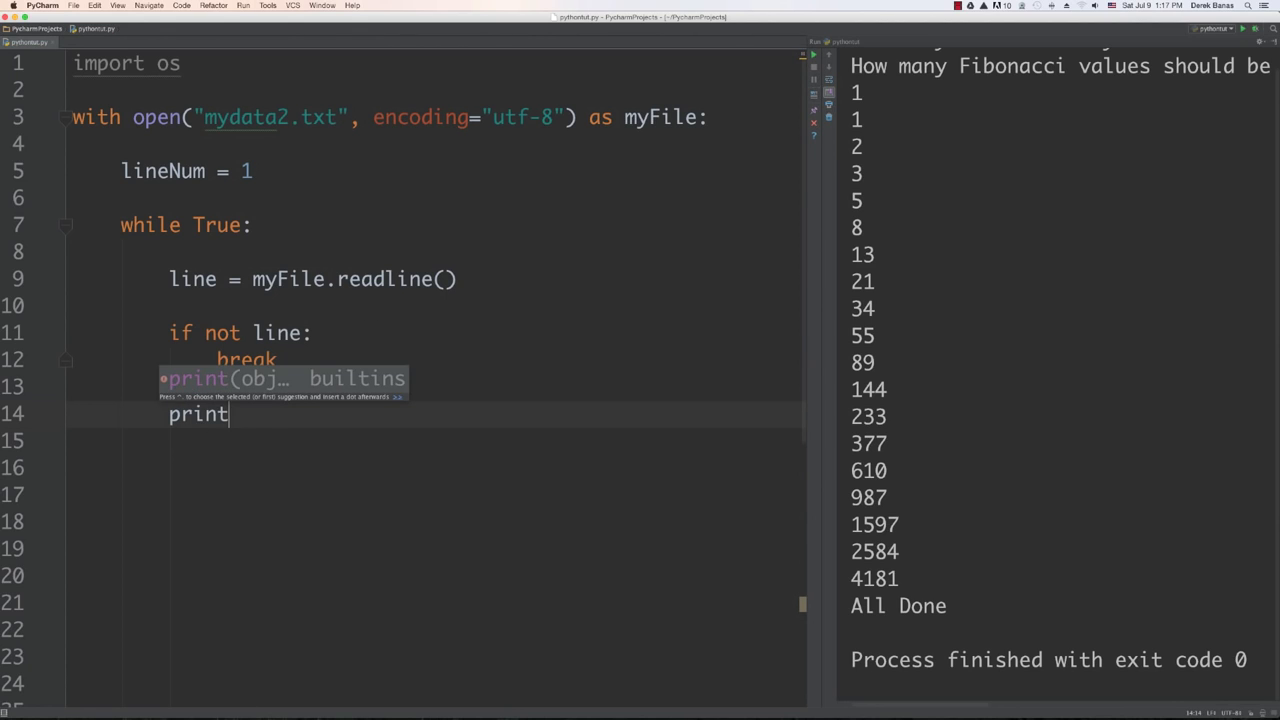 PyCharm File Edit View Navigate Code Refactor Run Tools VCS Window Help
10 Sat Jul 9 1:17 PM Derek Banas
pythontut.py - PycharmProjects - [~/PycharmProjects]
PycharmProjects pythontut.py pythontut
pythontut.py
Run pythontut
1 import os
2
3 with open("mydata2.txt", encoding="utf-8") as myFile:
4
5 lineNum = 1
6
7 while True:
8
9 line = myFile.readline()
10
11 if not line:
12 break
print(obj… builtins
13
Press ^. to choose the selected (or first) suggestion and insert a dot afterwards >>
14 print
15
16
17
18
19
20
21
22
23
24
How many Fibonacci values should be
1
1
2
3
5
8
13
21
34
55
89
144
233
377
610
987
1597
2584
4181
All Done
Process finished with exit code 0
14:14 LF÷ UTF-8÷